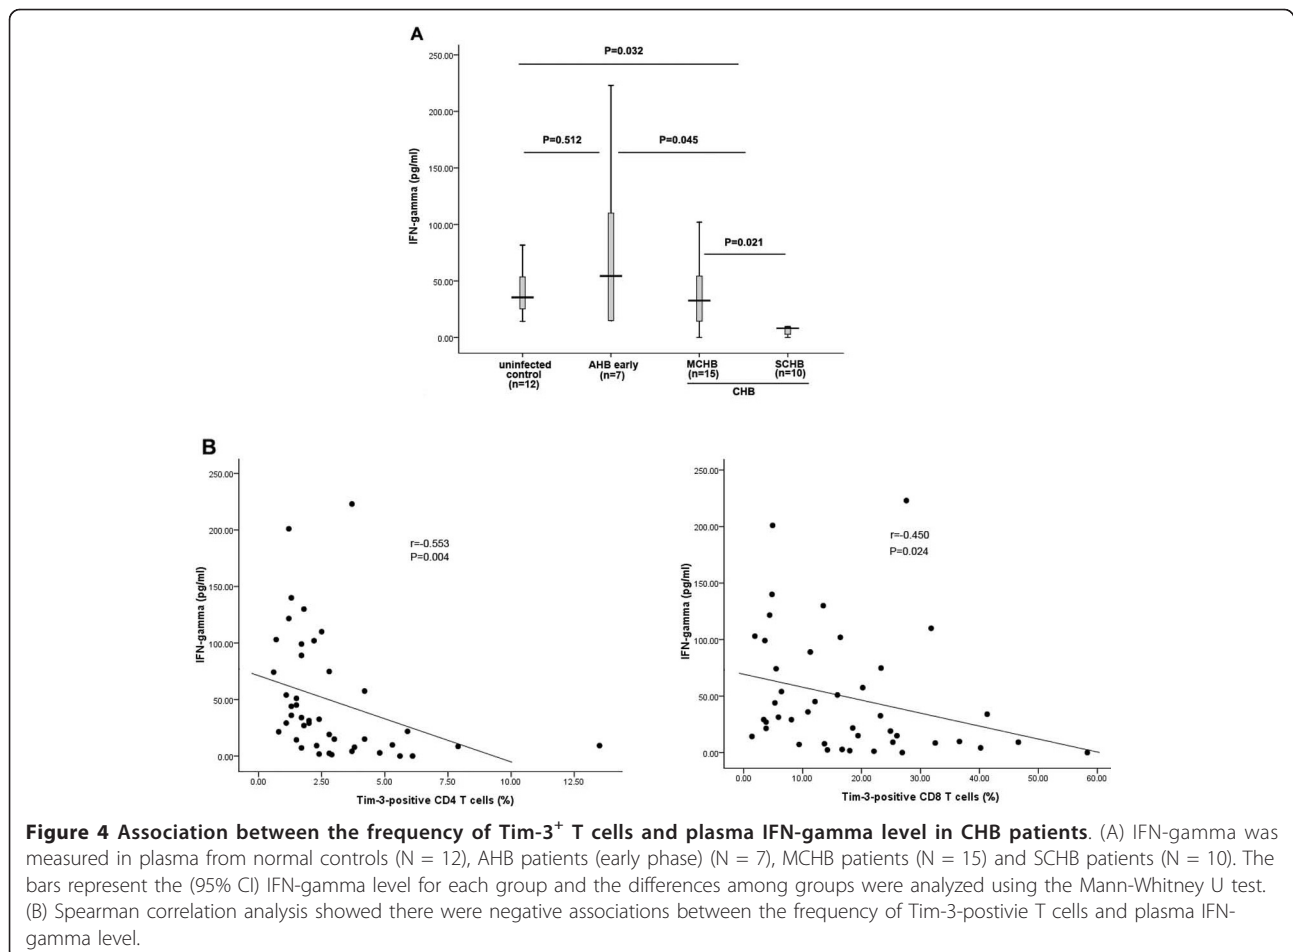 A
P=0.032
250.00
200.00
P=0.512
P=0.045
150.00
IFN-gamma (pg/ml)
100.00
P=0.021
50.00
0.00
uninfected control (n=12)
AHB early (n=7)
MCHB (n=15)
SCHB (n=10)
CHB
B
250.00
200.00
r=-0.553
P=0.004
150.00
IFN-gamma (pg/ml)
100.00
50.00
0.00
0.00 2.50 5.00 7.50 10.00 12.50
Tim-3-positive CD4 T cells (%)
250.00
200.00
r=-0.450
P=0.024
150.00
IFN-gamma (pg/ml)
100.00
50.00
0.00
0.00 10.00 20.00 30.00 40.00 50.00 60.00
Tim-3-positive CD8 T cells (%)
Figure 4 Association between the frequency of Tim-3+ T cells and plasma IFN-gamma level in CHB patients. (A) IFN-gamma was
measured in plasma from normal controls (N = 12), AHB patients (early phase) (N = 7), MCHB patients (N = 15) and SCHB patients (N = 10). The
bars represent the (95% CI) IFN-gamma level for each group and the differences among groups were analyzed using the Mann-Whitney U test.
(B) Spearman correlation analysis showed there were negative associations between the frequency of Tim-3-postivie T cells and plasma IFN-
gamma level.